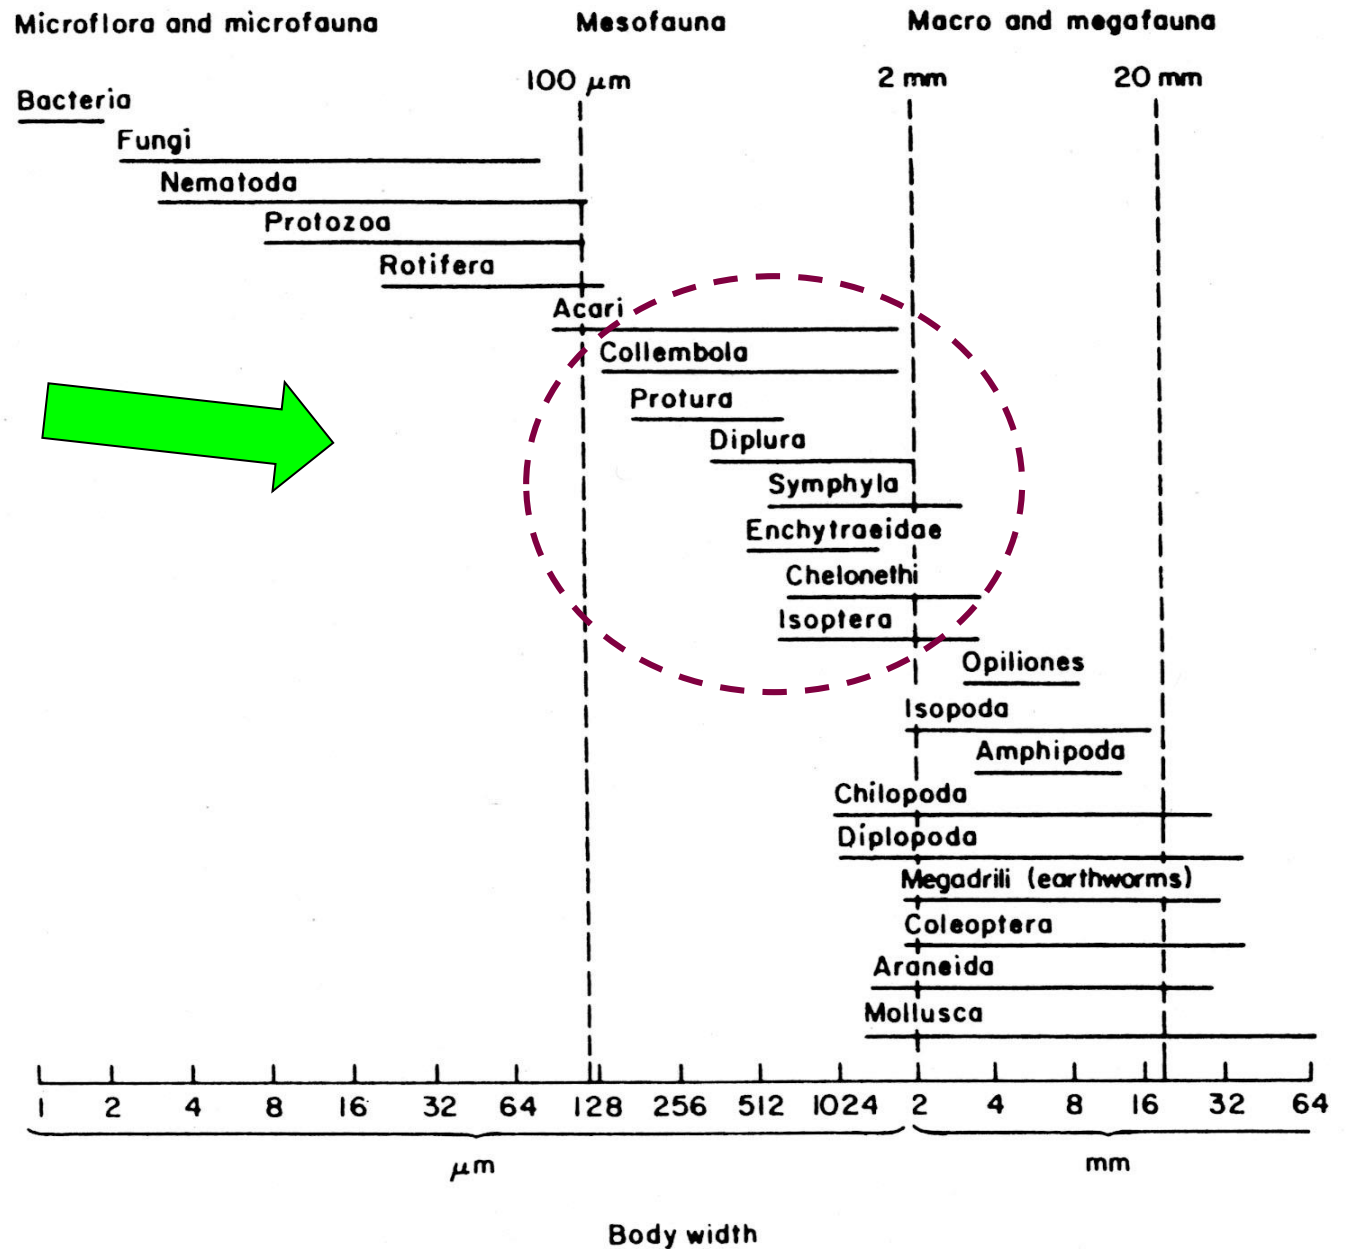 Microflora and microfauna Mesofauna Macro and megafauna
100 μm 2 mm 20 mm
Bacteria
Fungi
Nematoda
Protozoa
Rotifera
Acari
Collembola
Protura
Diplura
Symphyla
Enchytraeidae
Chelonethi
Isoptera
Opiliones
Isopoda
Amphipoda
Chilopoda
Diplopoda
Megadrili (earthworms)
Coleoptera
Araneida
Mollusca
1 2 4 8 16 32 64 128 256 512 1024 2 4 8 16 32 64
μm mm
Body width